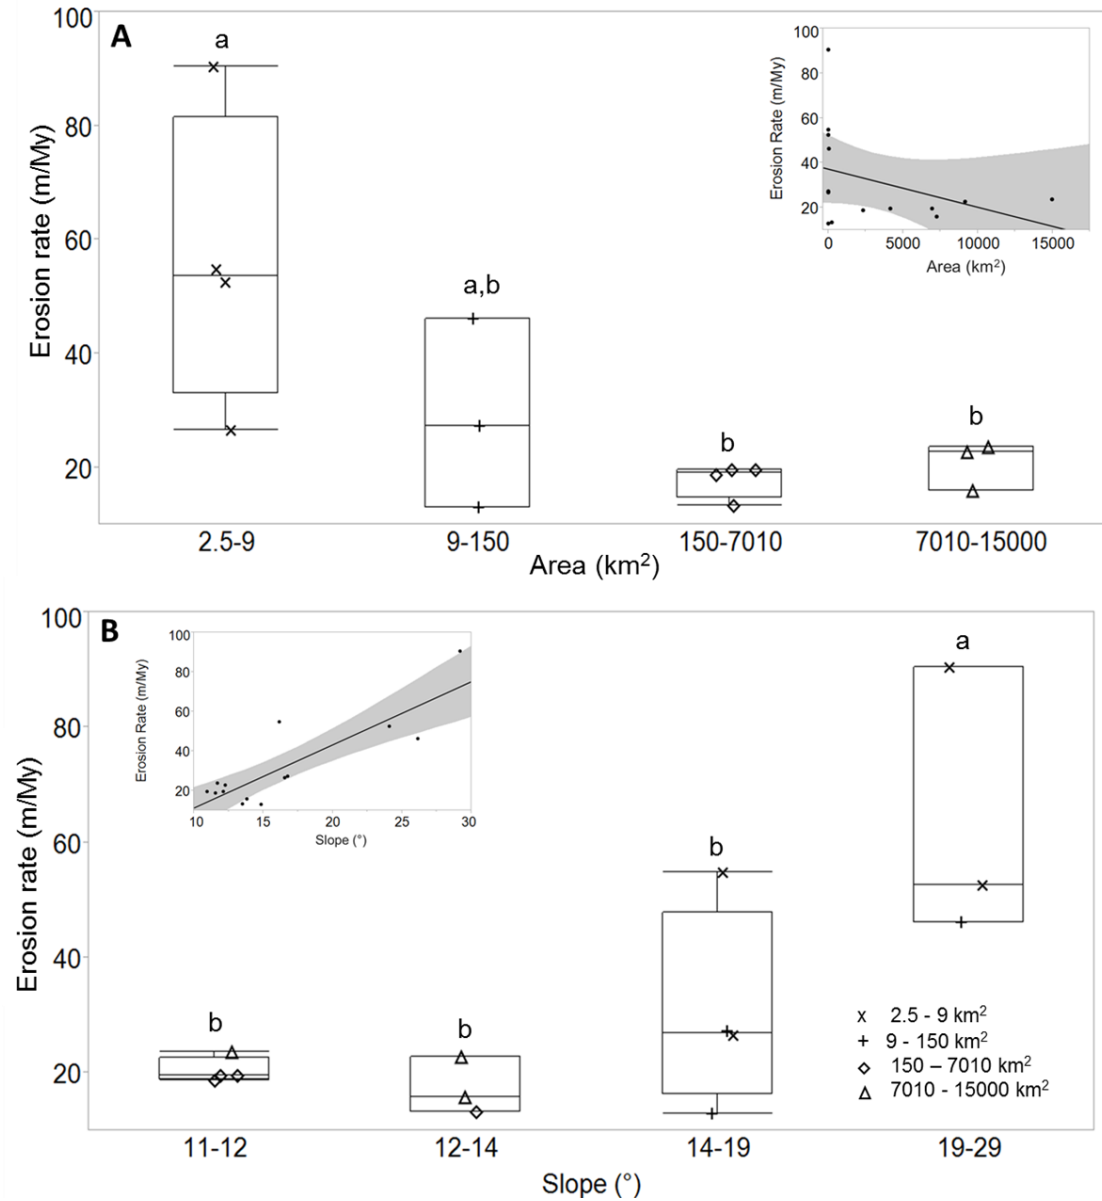 A
Erosion rate (m/My)
100
80
60
40
20
a
a,b
b
b
2.5-9
9-150
150-7010
7010-15000
Area (km²)
Erosion Rate (m/My)
100
80
60
40
20
0
5000
10000
15000
Area (km²)
B
Erosion rate (m/My)
100
80
60
40
20
b
b
b
a
11-12
12-14
14-19
19-29
Slope (°)
Erosion Rate (m/My)
100
80
60
40
20
10
15
20
25
30
Slope (°)
2.5 - 9 km²
9 - 150 km²
150 – 7010 km²
7010 - 15000 km²